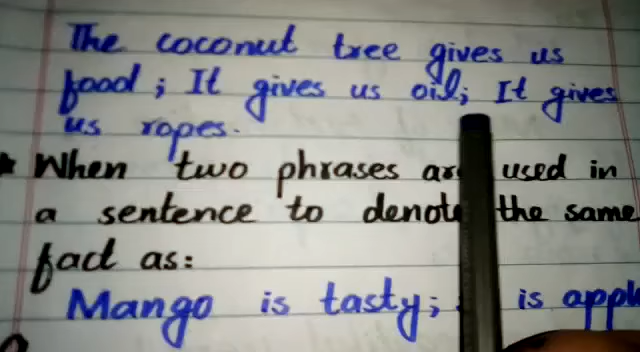 The coconut tree gives us
food; It gives us oil; It gives
us ropes.
When two phrases are used in
a sentence to denote the same
fact as:
Mango is tasty; is